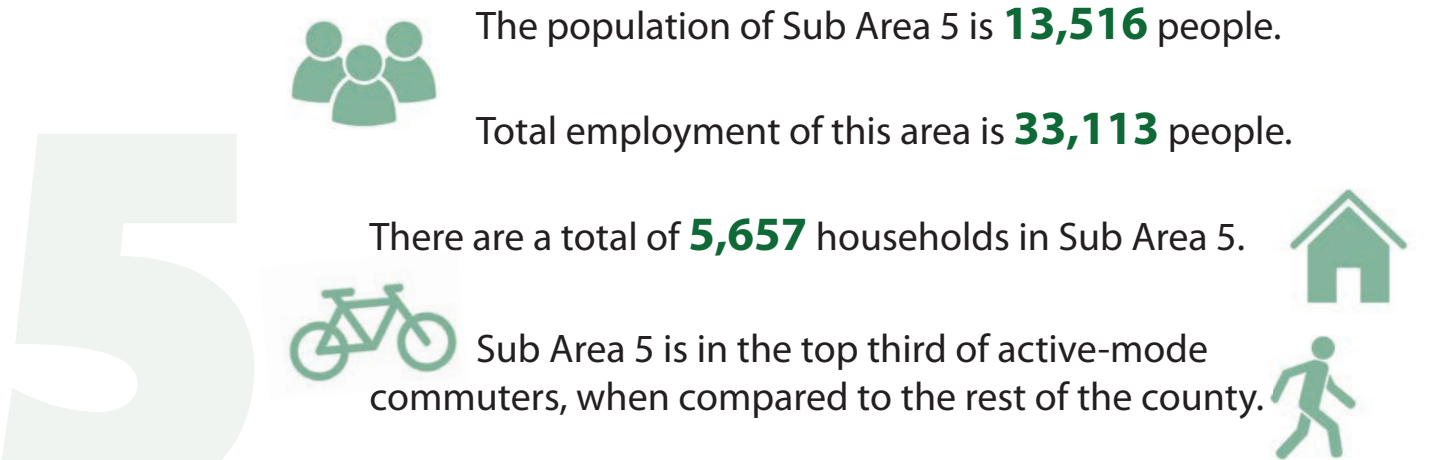 The population of Sub Area 5 is 13,516 people.
Total employment of this area is 33,113 people.
There are a total of 5,657 households in Sub Area 5.
Sub Area 5 is in the top third of active-mode
commuters, when compared to the rest of the county.
5